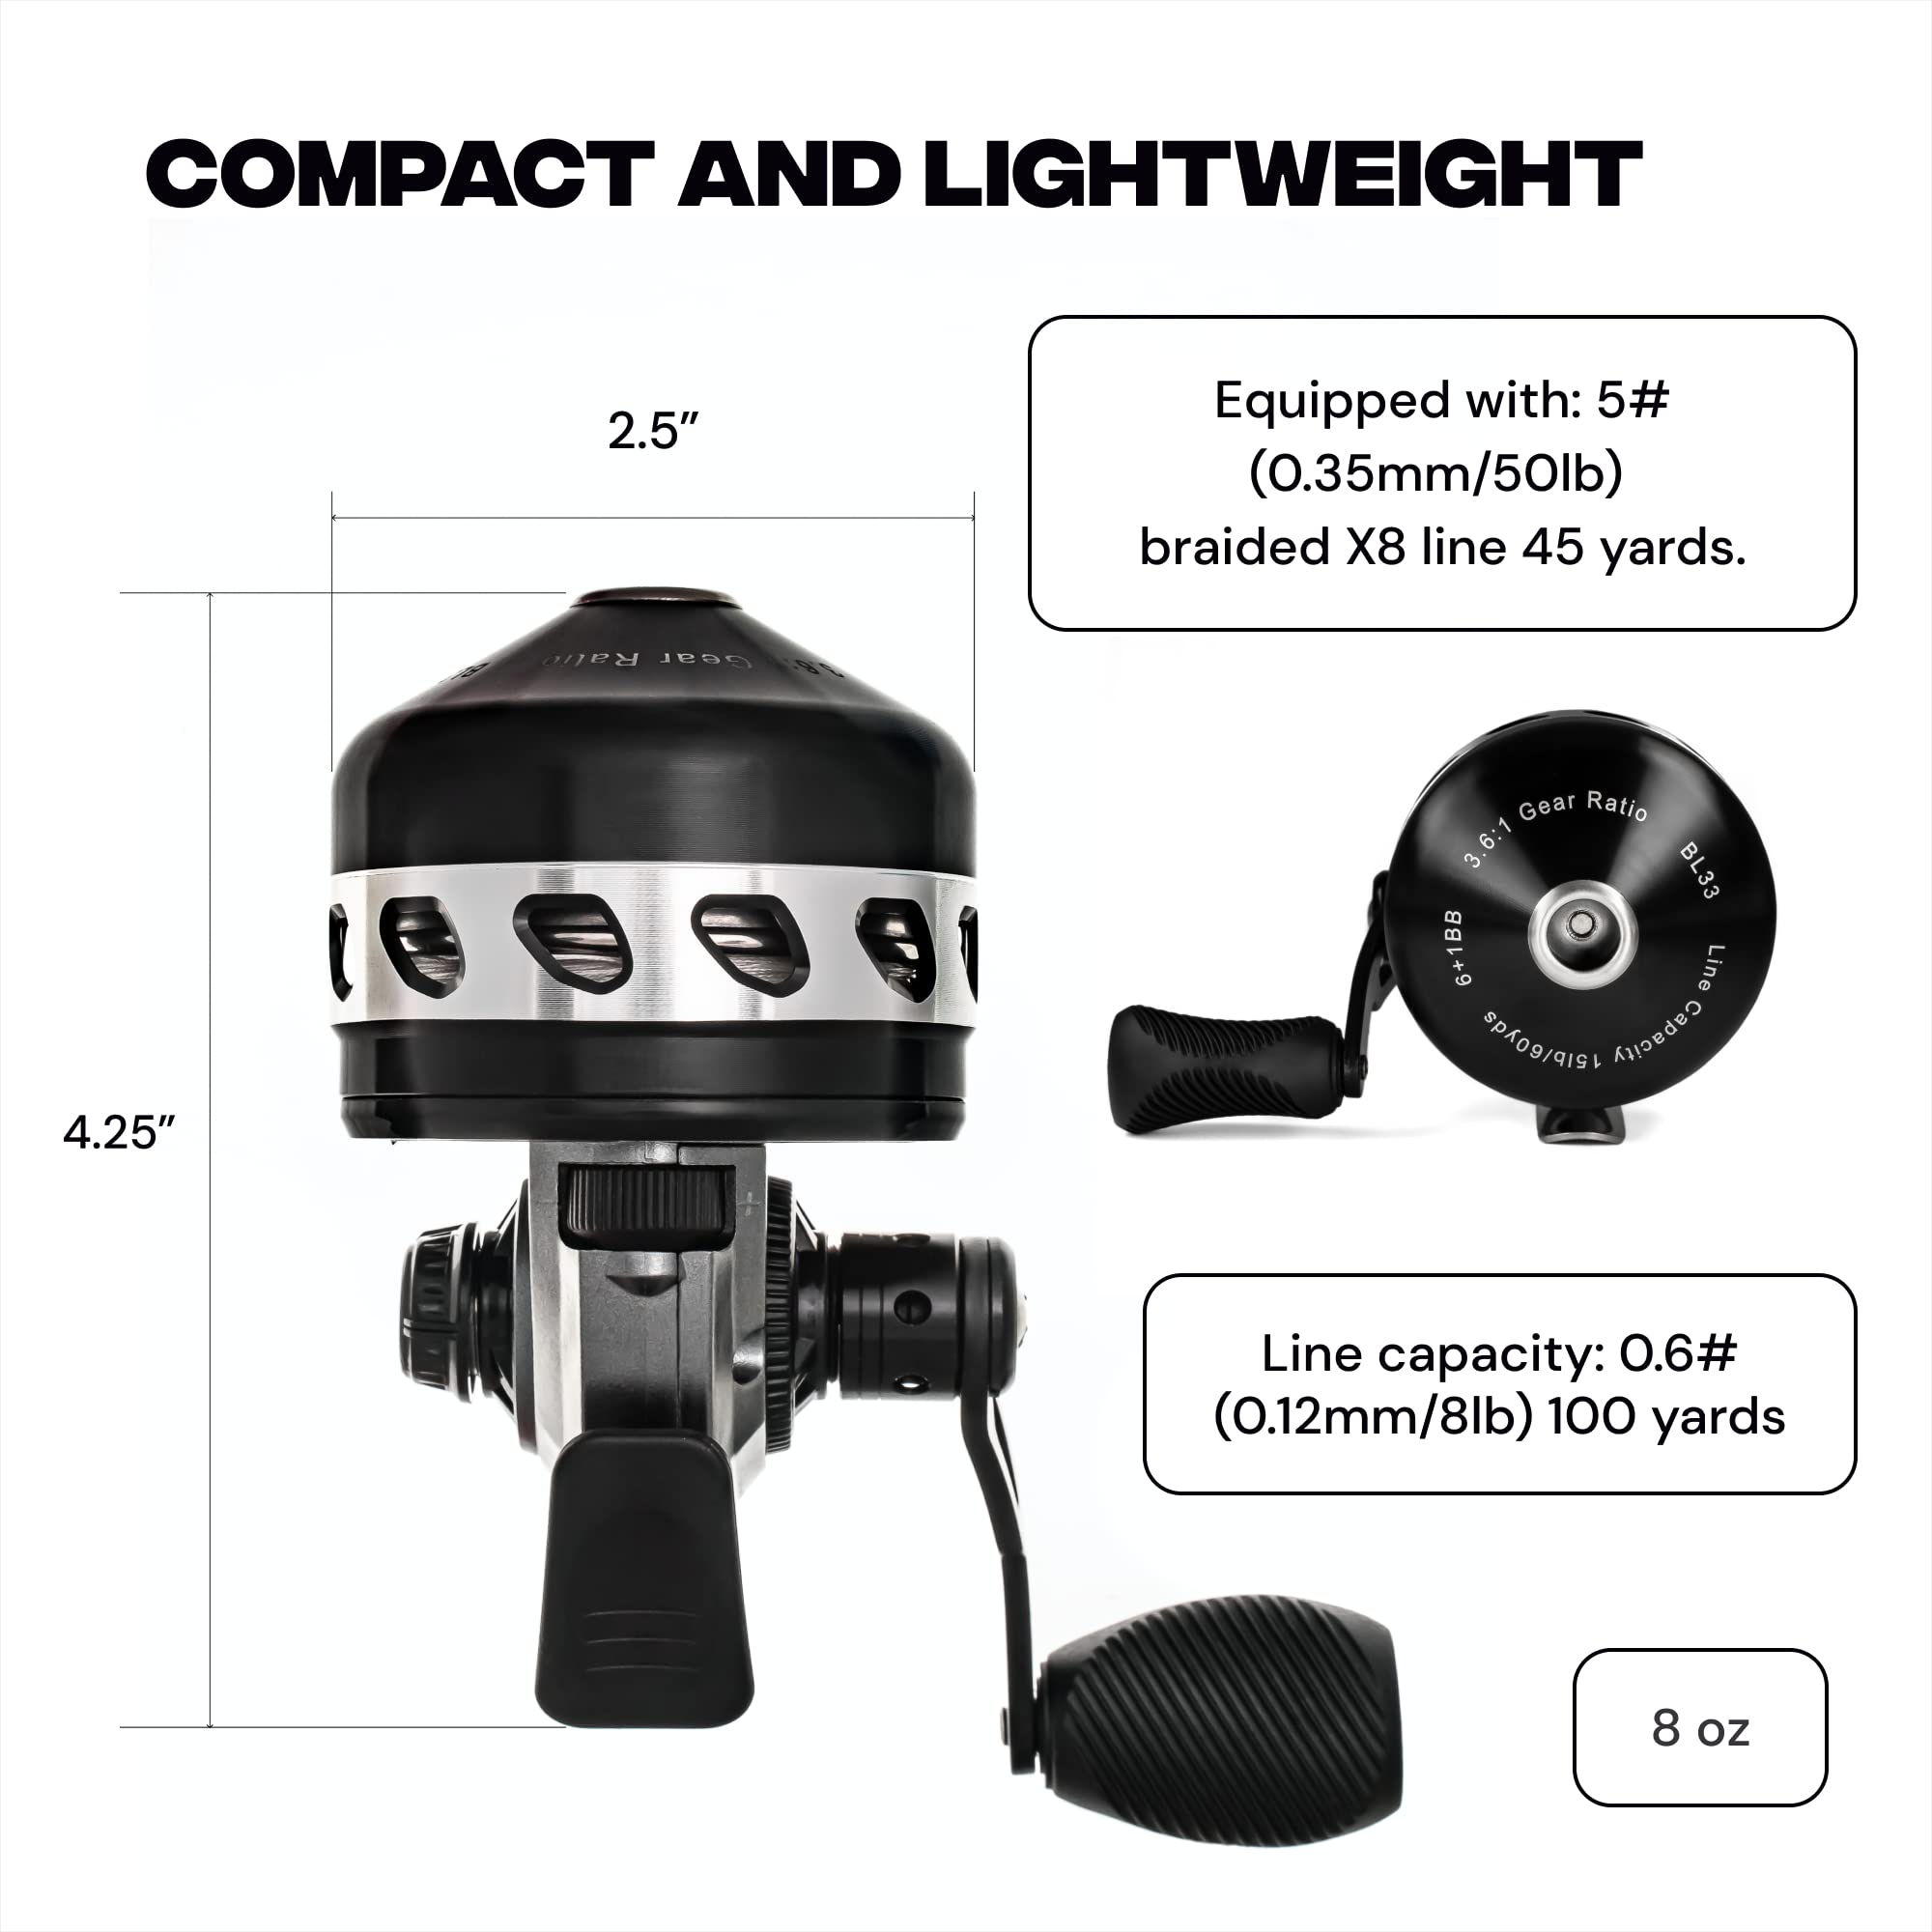 COMPACT AND LIGHTWEIGHT
2.5”
Equipped with: 5#
(0.35mm/50lb)
braided X8 line 45 yards.
Gear Ratio
3.6:1 Gear Ratio
BL33
6+1BB
Line Capacity 15lb/60yds
4.25”
Line capacity: 0.6#
(0.12mm/8lb) 100 yards
8 oz